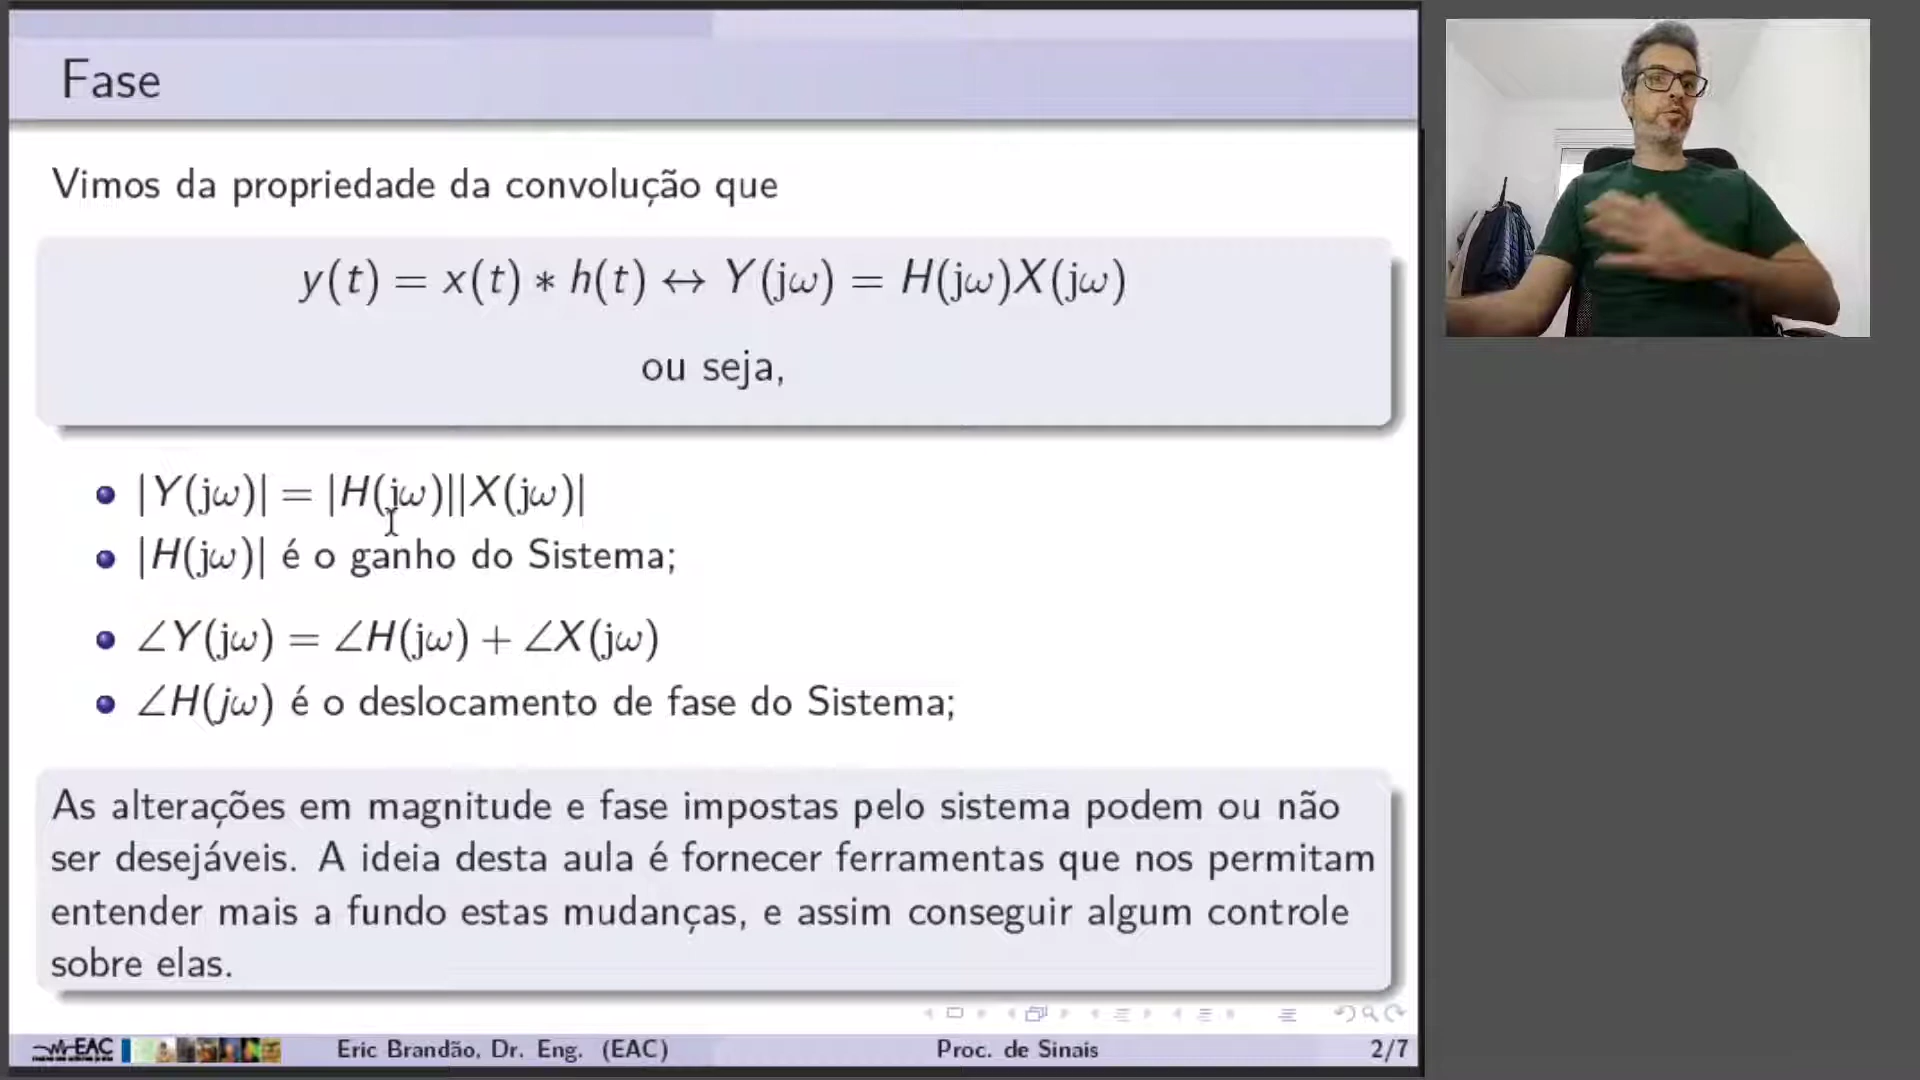 Fase
Vimos da propriedade da convolução que
y(t) = x(t) ∗ h(t) ↔ Y(jω) = H(jω)X(jω)
ou seja,
|Y(jω)| = |H(jω)||X(jω)|
|H(jω)| é o ganho do Sistema;
∠Y(jω) = ∠H(jω) + ∠X(jω)
∠H(jω) é o deslocamento de fase do Sistema;
As alterações em magnitude e fase impostas pelo sistema podem ou não
ser desejáveis. A ideia desta aula é fornecer ferramentas que nos permitam
entender mais a fundo estas mudanças, e assim conseguir algum controle
sobre elas.
EAC Eric Brandão, Dr. Eng. (EAC) Proc. de Sinais 2/7